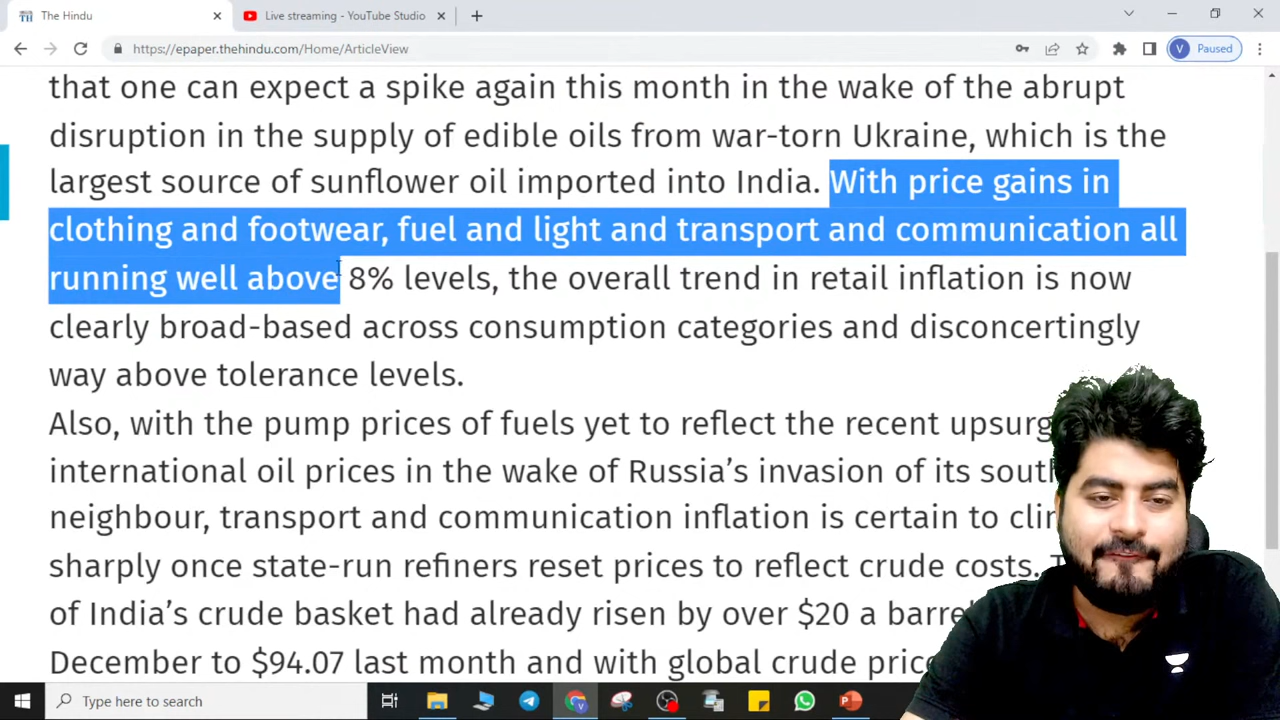 The Hindu
Live streaming - YouTube Studio
https://epaper.thehindu.com/Home/ArticleView
V Paused
that one can expect a spike again this month in the wake of the abrupt
disruption in the supply of edible oils from war-torn Ukraine, which is the
largest source of sunflower oil imported into India. With price gains in
clothing and footwear, fuel and light and transport and communication all
running well above 8% levels, the overall trend in retail inflation is now
clearly broad-based across consumption categories and disconcertingly
way above tolerance levels.
Also, with the pump prices of fuels yet to reflect the recent
international oil prices in the wake of Russia’s invasion of its
neighbour, transport and communication inflation is certain to
sharply once state-run refiners reset prices to reflect crude costs.
of India’s crude basket had already risen by over $20 a
December to $94.07 last month and with global crude
Type here to search